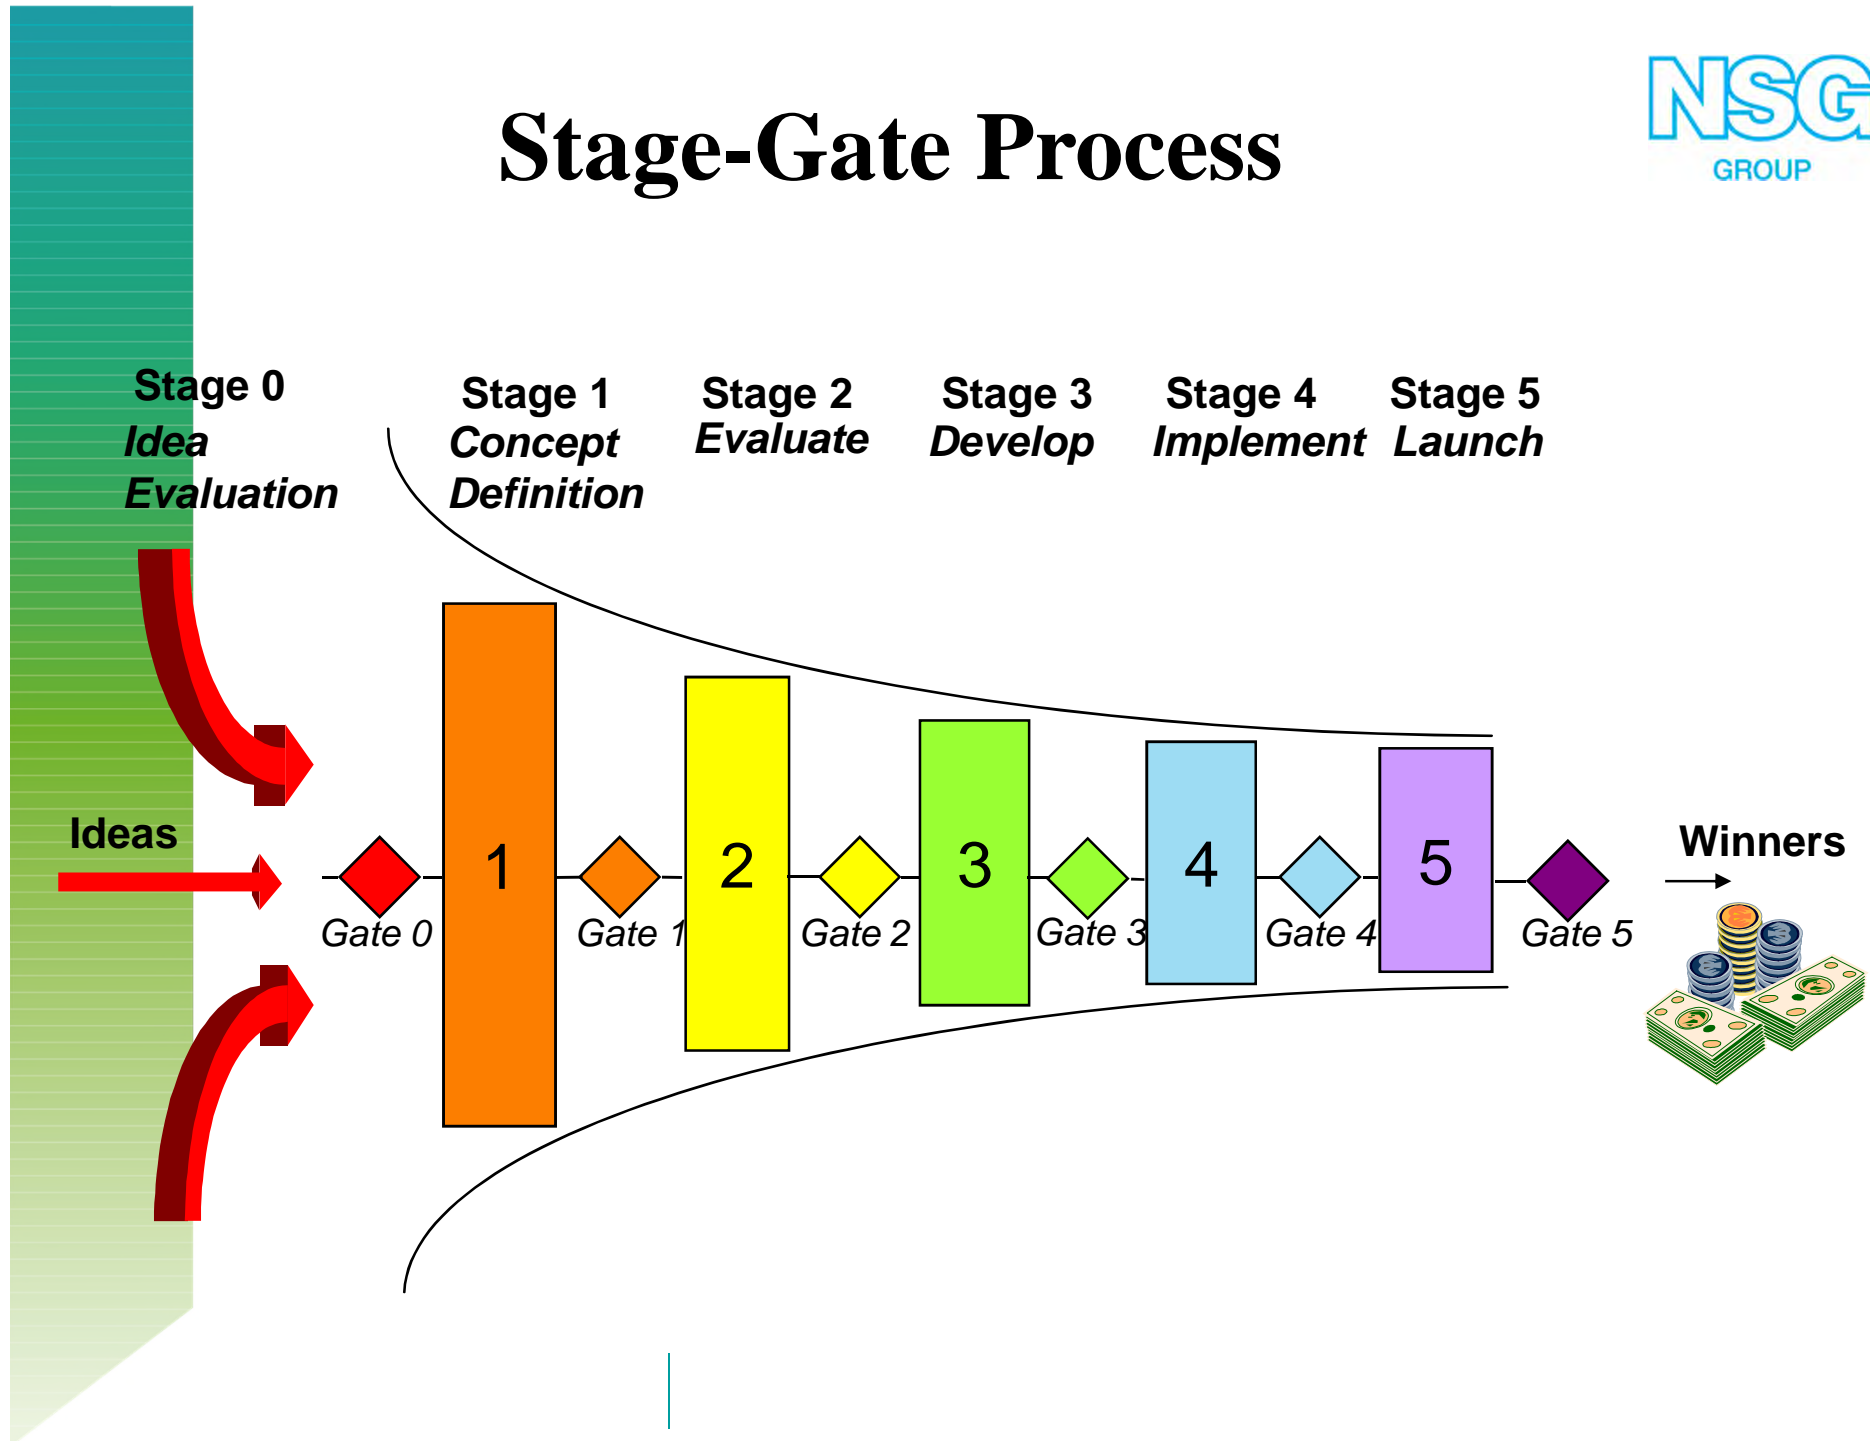 NSG
GROUP
Stage-Gate Process
Stage 0
Idea
Evaluation
Stage 1
Concept
Definition
Stage 2
Evaluate
Stage 3
Develop
Stage 4
Implement
Stage 5
Launch
Ideas
1
2
3
4
5
Winners
Gate 0
Gate 1
Gate 2
Gate 3
Gate 4
Gate 5